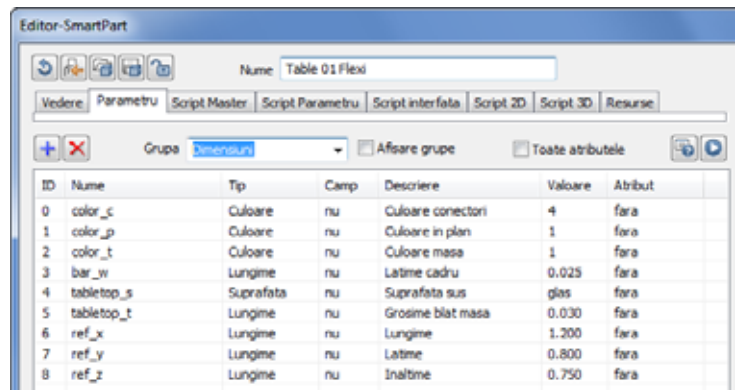 Editor-SmartPart
Nume Table 01 Flexi
Vedere Parametru Script Master Script Parametru Script interfata Script 2D Script 3D Resurse
Grupa Dimensiuni Afisare grupe Toate atributele
ID Nume Tip Camp Descriere Valoare Atribut
0 color_c Culoare nu Culoare conectori 4 fara
1 color_p Culoare nu Culoare in plan 1 fara
2 color_t Culoare nu Culoare masa 1 fara
3 bar_w Lungime nu Latime cadru 0.025 fara
4 tabletop_s Suprafata nu Suprafata sus glas fara
5 tabletop_t Lungime nu Grosime blat masa 0.030 fara
6 ref_x Lungime nu Lungime 1.200 fara
7 ref_y Lungime nu Latime 0.800 fara
8 ref_z Lungime nu Inaltime 0.750 fara